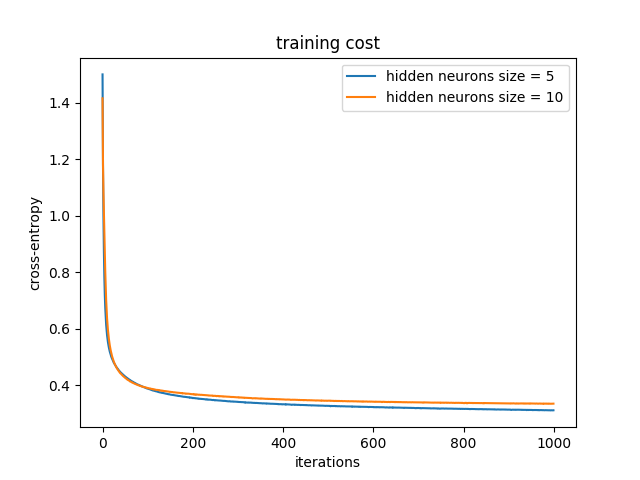 training cost
hidden neurons size = 5
hidden neurons size = 10
cross-entropy
1.4
1.2
1.0
0.8
0.6
0.4
0 200 400 600 800 1000
iterations